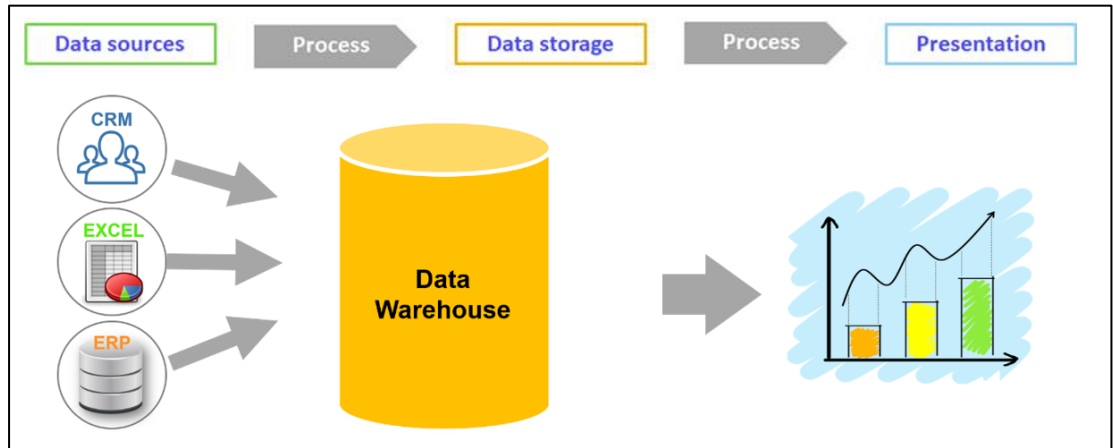 Data sources
Process
Data storage
Process
Presentation
CRM
EXCEL
ERP
Data
Warehouse